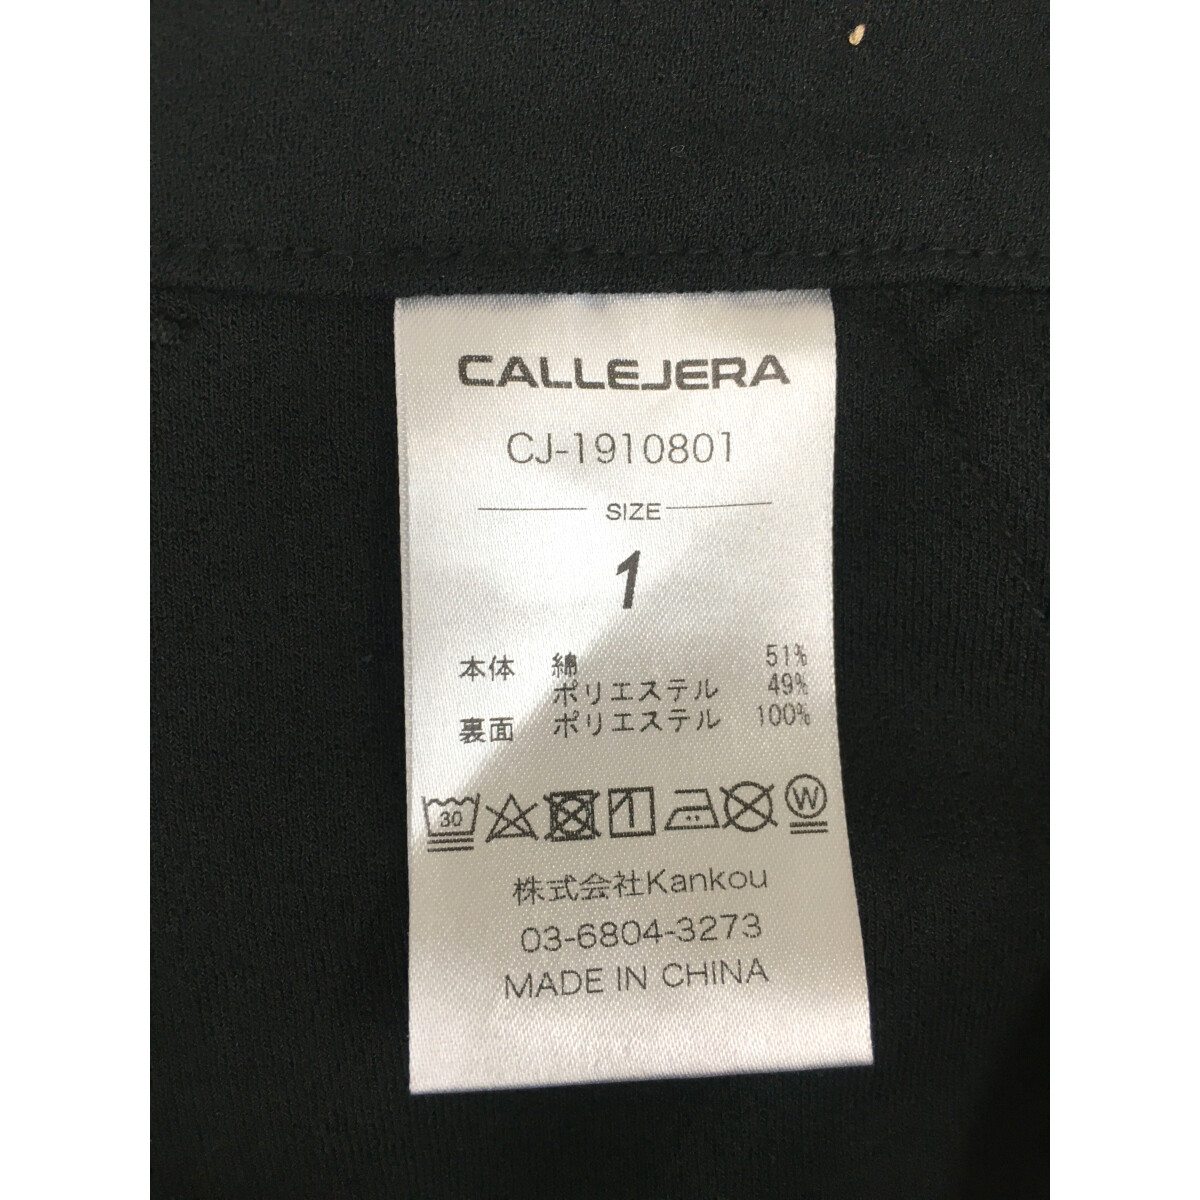 CALLEJERA
CJ-1910801
SIZE
1
本体 綿 51%
ポリエステル 49%
裏面 ポリエステル 100%
30 W
株式会社Kankou
03-6804-3273
MADE IN CHINA